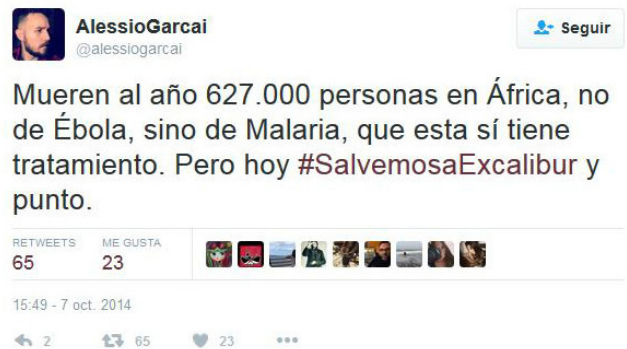 AlessioGarcai
@alessiogarcai
Seguir
Mueren al año 627.000 personas en África, no
de Ébola, sino de Malaria, que esta sí tiene
tratamiento. Pero hoy #SalvemosaExcalibur y
punto.
RETWEETS ME GUSTA
65 23
15:49 - 7 oct. 2014
2 65 23